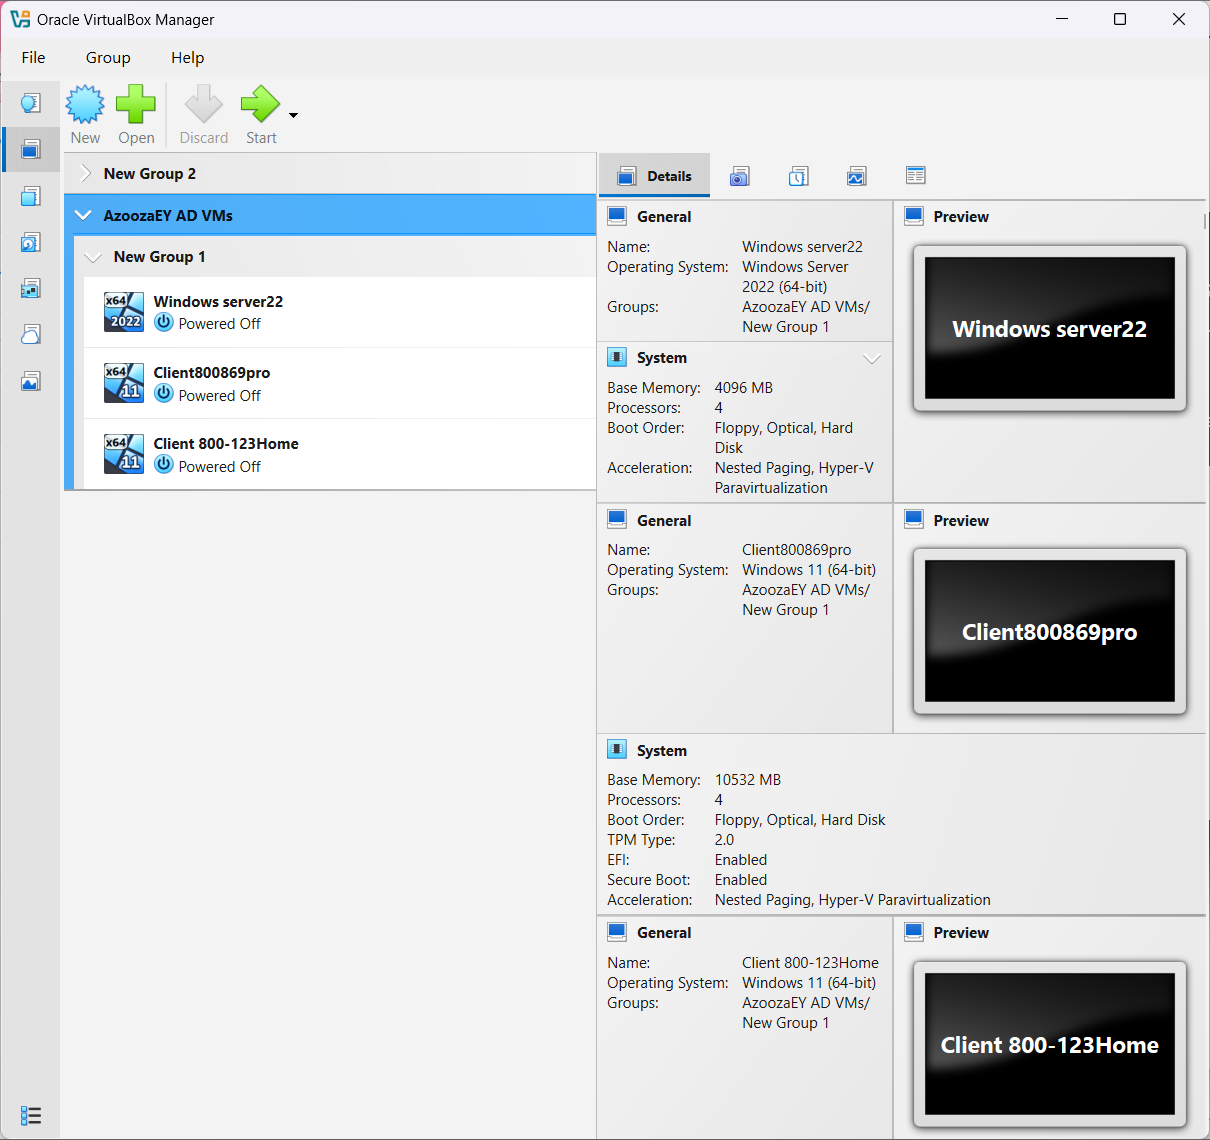 Oracle VirtualBox Manager
File Group Help
New Open Discard Start
New Group 2
AzoozaEY AD VMs
New Group 1
x64 2022
Windows server22
Powered Off
x64 11
Client800869pro
Powered Off
x64 11
Client 800-123Home
Powered Off
Details
General
Name: Windows server22
Operating System: Windows Server
2022 (64-bit)
Groups: AzoozaEY AD VMs/
New Group 1
Preview
Windows server22
System
Base Memory: 4096 MB
Processors: 4
Boot Order: Floppy, Optical, Hard
Disk
Acceleration: Nested Paging, Hyper-V
Paravirtualization
General
Name: Client800869pro
Operating System: Windows 11 (64-bit)
Groups: AzoozaEY AD VMs/
New Group 1
Preview
Client800869pro
System
Base Memory: 10532 MB
Processors: 4
Boot Order: Floppy, Optical, Hard Disk
TPM Type: 2.0
EFI: Enabled
Secure Boot: Enabled
Acceleration: Nested Paging, Hyper-V Paravirtualization
General
Name: Client 800-123Home
Operating System: Windows 11 (64-bit)
Groups: AzoozaEY AD VMs/
New Group 1
Preview
Client 800-123Home